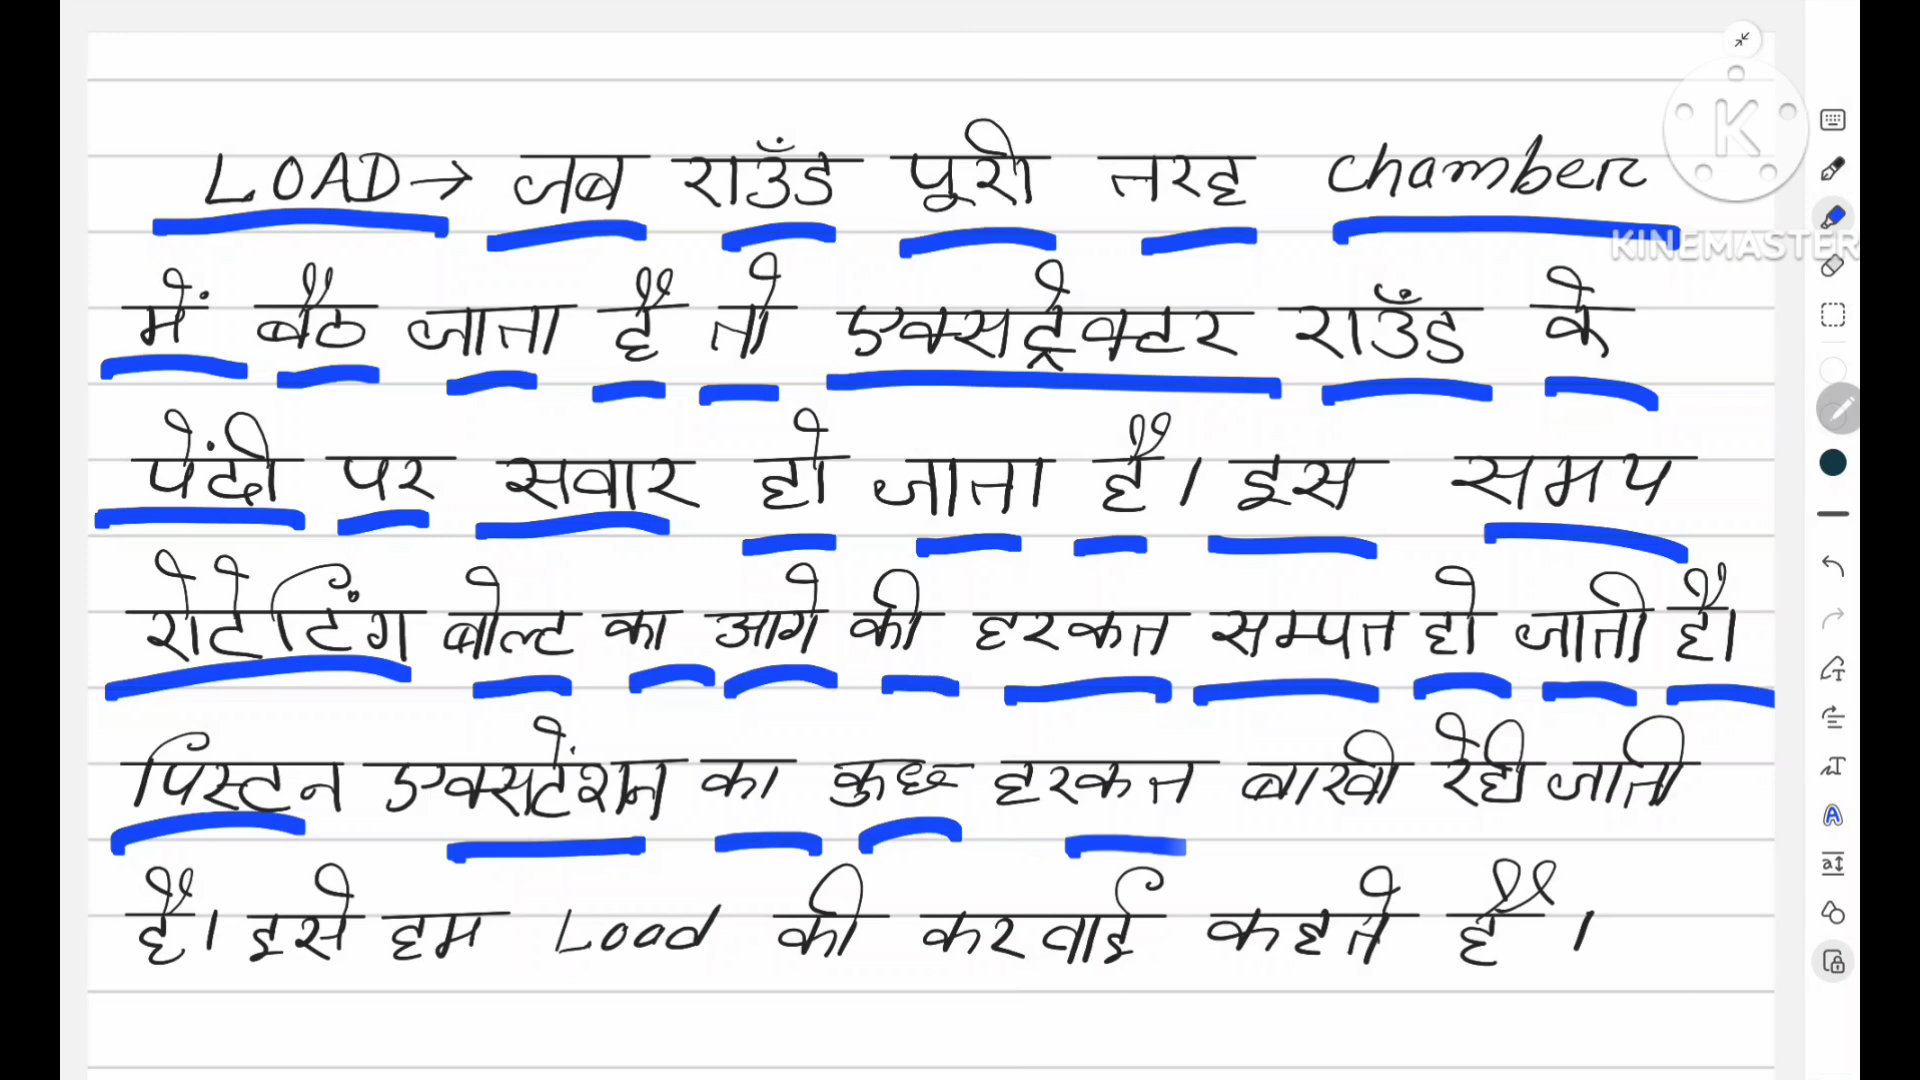 LOAD → जब राउँड पूरी तरह chamber
K
KINEMASTER
में बैठ जाता है तो एक्सट्रेक्टर राउँड के
पेंदी पर सवार हो जाता है। इस समय
रोटेटिंग बोल्ट का आगे की हरकत सम्पत हो जाती है।
पिस्टन एक्सटेंशन का कुछ हरकत बाखी रेही जाती
है। इसे हम Load की करवाई कहते है।